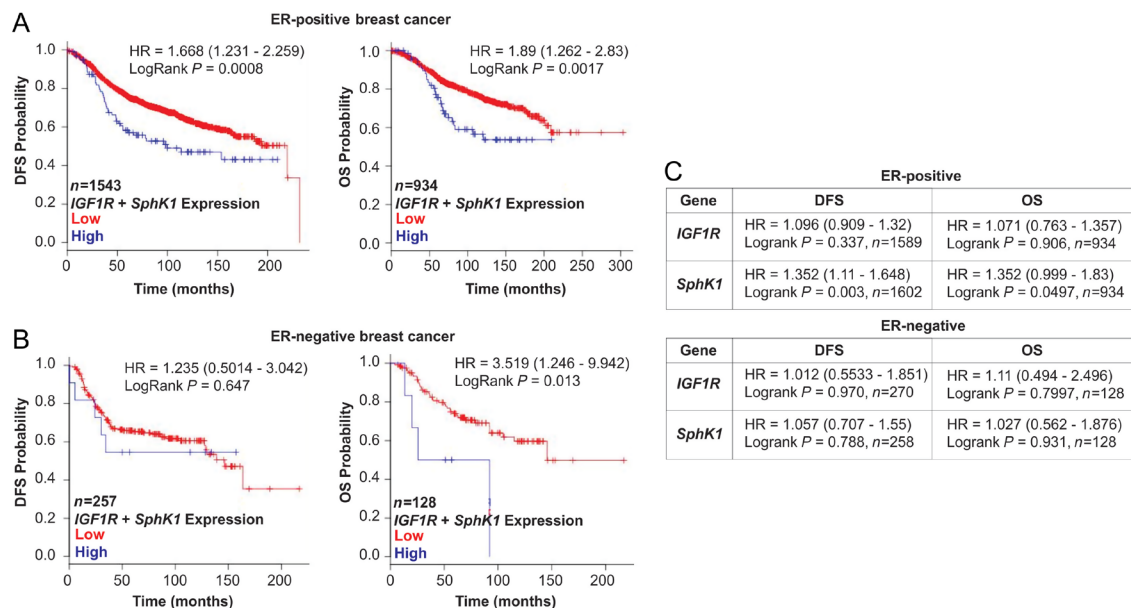 A
ER-positive breast cancer
HR = 1.668 (1.231 - 2.259)
LogRank P = 0.0008
DFS Probability
1.0
0.8
0.6
0.4
0.2
0.0
n=1543
IGF1R + SphK1 Expression
Low
High
0 50 100 150 200
Time (months)
HR = 1.89 (1.262 - 2.83)
LogRank P = 0.0017
OS Probability
1.0
0.8
0.6
0.4
0.2
0.0
n=934
IGF1R + SphK1 Expression
Low
High
0 50 100 150 200 250 300
Time (months)
B
ER-negative breast cancer
HR = 1.235 (0.5014 - 3.042)
LogRank P = 0.647
DFS Probability
1.0
0.8
0.6
0.4
0.2
0.0
n=257
IGF1R + SphK1 Expression
Low
High
0 50 100 150 200
Time (months)
HR = 3.519 (1.246 - 9.942)
LogRank P = 0.013
OS Probability
1.0
0.8
0.6
0.4
0.2
0.0
n=128
IGF1R + SphK1 Expression
Low
High
0 50 100 150 200
Time (months)
C
ER-positive
Gene DFS OS
IGF1R
HR = 1.096 (0.909 - 1.32)
Logrank P = 0.337, n=1589
HR = 1.071 (0.763 - 1.357)
Logrank P = 0.906, n=934
SphK1
HR = 1.352 (1.11 - 1.648)
Logrank P = 0.003, n=1602
HR = 1.352 (0.999 - 1.83)
Logrank P = 0.0497, n=934
ER-negative
Gene DFS OS
IGF1R
HR = 1.012 (0.5533 - 1.851)
Logrank P = 0.970, n=270
HR = 1.11 (0.494 - 2.496)
Logrank P = 0.7997, n=128
SphK1
HR = 1.057 (0.707 - 1.55)
Logrank P = 0.788, n=258
HR = 1.027 (0.562 - 1.876)
Logrank P = 0.931, n=128